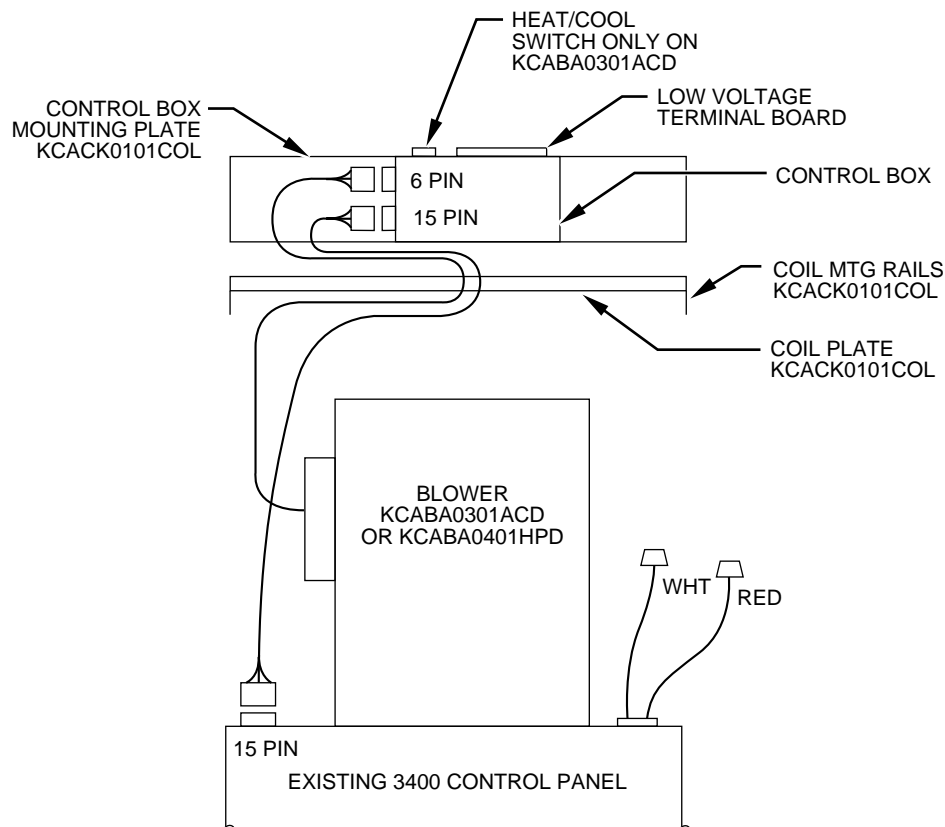 HEAT/COOL
SWITCH ONLY ON
KCABA0301ACD
CONTROL BOX
MOUNTING PLATE
KCACK0101COL
LOW VOLTAGE
TERMINAL BOARD
6 PIN
15 PIN
CONTROL BOX
COIL MTG RAILS
KCACK0101COL
COIL PLATE
KCACK0101COL
BLOWER
KCABA0301ACD
OR KCABA0401HPD
WHT
RED
15 PIN
EXISTING 3400 CONTROL PANEL